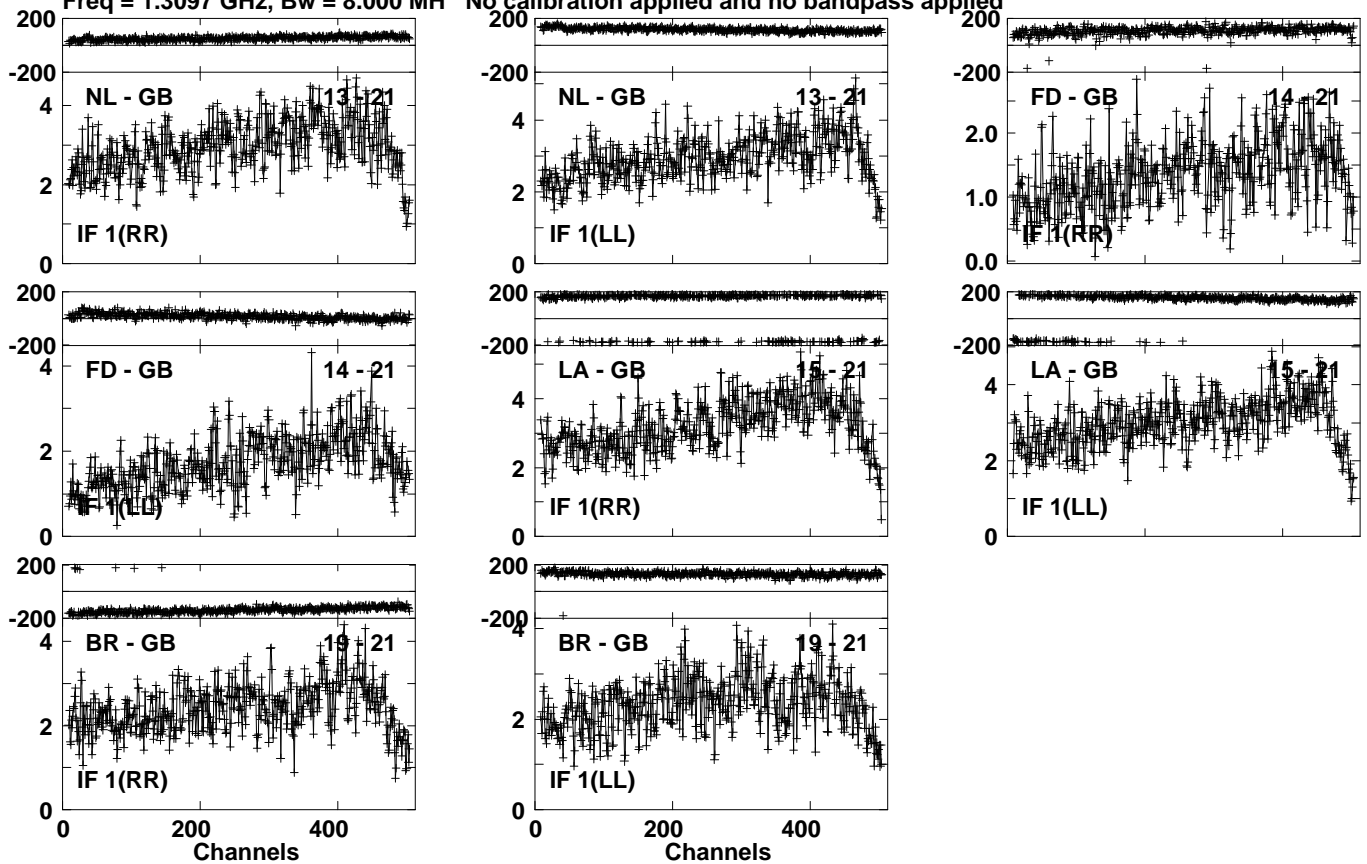 Freq = 1.3097 GHz, Bw = 8.000 MH No calibration applied and no bandpass applied
200
-200
NL - GB 13 - 21
4
2
0
IF 1(RR)
200
-200
NL - GB 13 - 21
4
2
0
IF 1(LL)
200
-200
FD - GB 14 - 21
2.0
1.0
0.0
IF 1(RR)
200
-200
FD - GB 14 - 21
4
2
0
IF 1(LL)
200
-200
LA - GB 15 - 21
4
2
0
IF 1(RR)
200
-200
LA - GB 15 - 21
4
2
0
IF 1(LL)
200
-200
BR - GB 19 - 21
4
2
0
IF 1(RR)
0 200 400
Channels
200
-200
BR - GB 19 - 21
4
2
0
IF 1(LL)
0 200 400
Channels